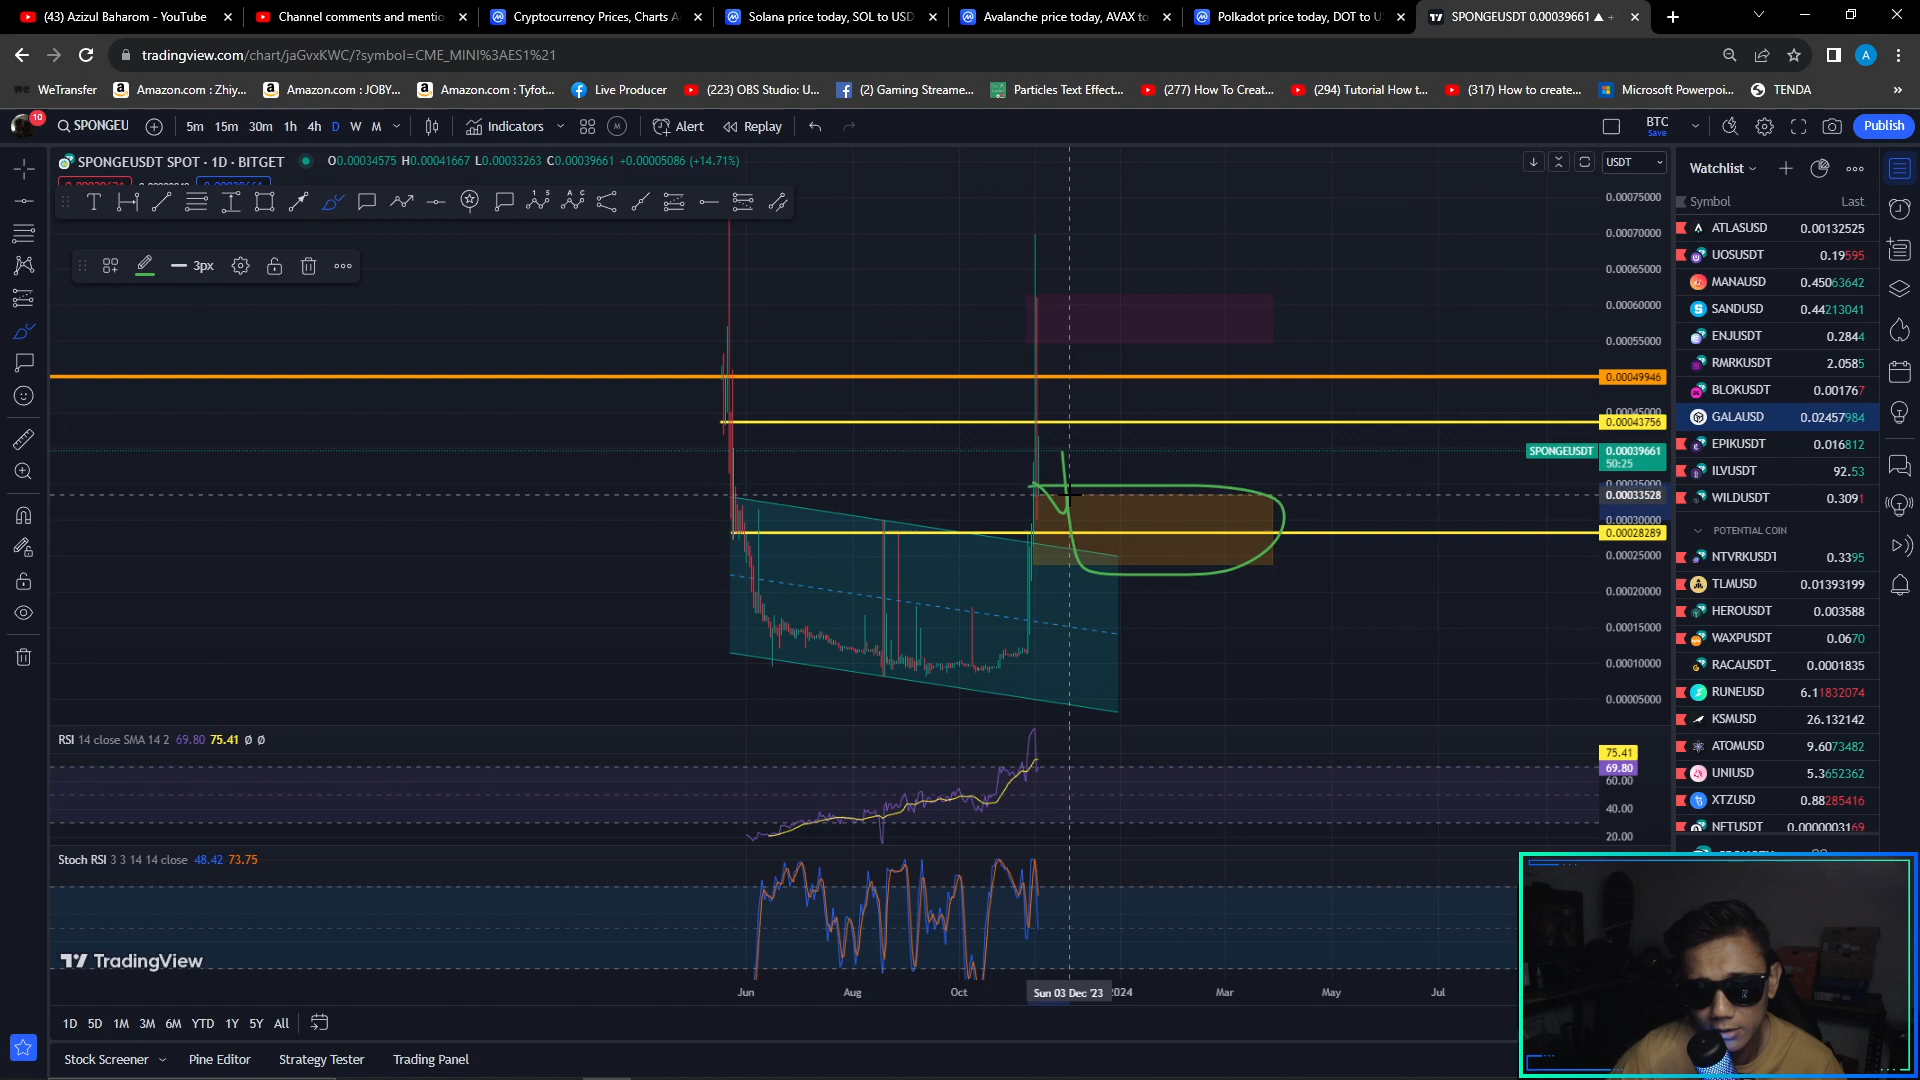 (43) Azizul Baharom - YouTube
Channel comments and mentio
Cryptocurrency Prices, Charts A
Solana price today, SOL to USD
Avalanche price today, AVAX to
Polkadot price today, DOT to U
SPONGEUSDT 0.00039661 ▲ +
tradingview.com/chart/jaGvxKWC/?symbol=CME_MINI%3AES1%21
A
WeTransfer
Amazon.com : Zhiy...
Amazon.com : JOBY...
Amazon.com : Tyfot...
Live Producer
(223) OBS Studio: U...
(2) Gaming Streame...
Particles Text Effect...
(277) How To Creat...
(294) Tutorial How t...
(317) How to create...
Microsoft Powerpoi...
TENDA
10
SPONGEU
5m 15m 30m 1h 4h D W M
Indicators
M
Alert
Replay
BTC
Save
Publish
SPONGEUSDT SPOT · 1D · BITGET
O0.00034575 H0.00041667 L0.00033263 C0.00039661 +0.00005086 (+14.71%)
USDT
3px
0.00075000
0.00070000
0.00065000
0.00060000
0.00055000
0.00049946
0.00045000
0.00043756
SPONGEUSDT 0.00039661
50:25
0.00035000
0.00033528
0.00030000
0.00028289
0.00025000
0.00020000
0.00015000
0.00010000
0.00005000
RSI 14 close SMA 14 2 69.80 75.41 Ø Ø
75.41
69.80
60.00
40.00
20.00
Stoch RSI 3 3 14 14 close 48.42 73.75
TradingView
Jun
Aug
Oct
Sun 03 Dec '23
2024
Mar
May
Jul
1D 5D 1M 3M 6M YTD 1Y 5Y All
Stock Screener
Pine Editor
Strategy Tester
Trading Panel
Watchlist
Symbol Last
ATLASUSD 0.00132525
UOSUSDT 0.19595
MANAUSD 0.45063642
SANDUSD 0.44213041
ENJUSDT 0.2844
RMRKUSDT 2.0585
BLOKUSDT 0.001767
GALAUSD 0.02457984
EPIKUSDT 0.016812
ILVUSDT 92.53
WILDUSDT 0.3091
POTENTIAL COIN
NTVRKUSDT 0.3395
TLMUSD 0.01393199
HEROUSDT 0.003588
WAXPUSDT 0.0670
RACAUSDT_ 0.0001835
RUNEUSD 6.11832074
KSMUSD 26.132142
ATOMUSD 9.6073482
UNIUSD 5.3652362
XTZUSD 0.88285416
NFTUSDT 0.0000003169